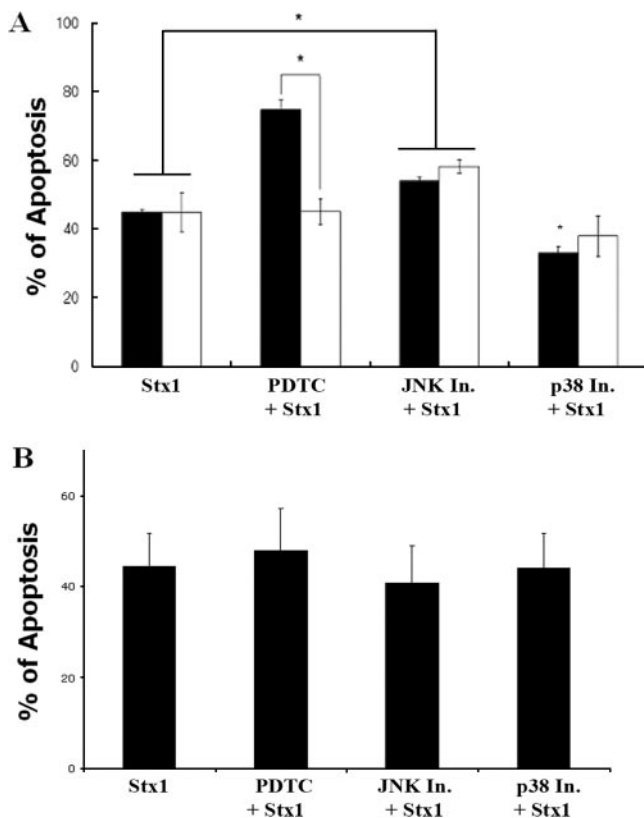 A
100
*
80
*
60
*
40
20
0
% of Apoptosis
Stx1
PDTC
+ Stx1
JNK In.
+ Stx1
p38 In.
+ Stx1
B
60
40
20
0
% of Apoptosis
Stx1
PDTC
+ Stx1
JNK In.
+ Stx1
p38 In.
+ Stx1